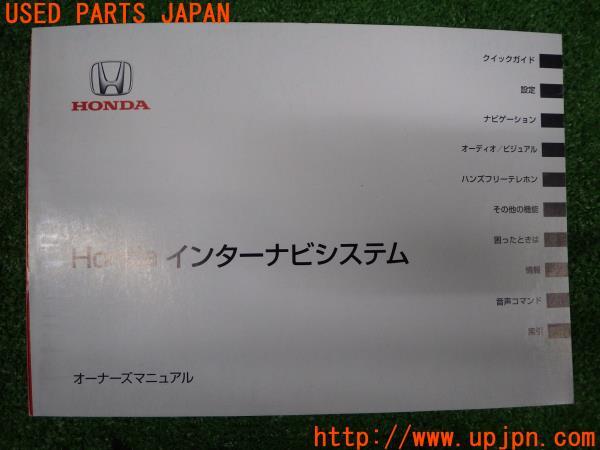 USED PARTS JAPAN
HONDA
クイックガイド
設定
ナビゲーション
オーディオ/ビジュアル
ハンズフリーテレホン
その他の機能
困ったときは
情報
音声コマンド
索引
Honda インターナビシステム
オーナーズマニュアル
http://www.upjpn.com